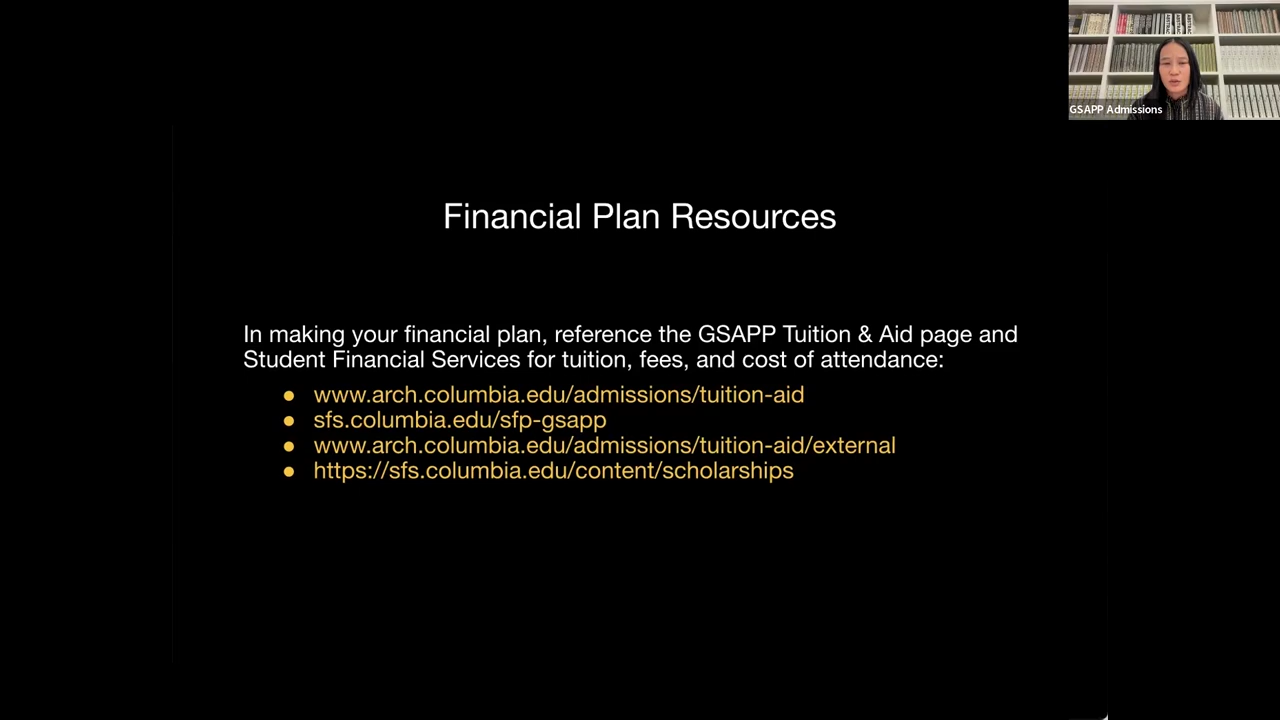 GSAPP Admissions
Financial Plan Resources
In making your financial plan, reference the GSAPP Tuition & Aid page and
Student Financial Services for tuition, fees, and cost of attendance:
● www.arch.columbia.edu/admissions/tuition-aid
● sfs.columbia.edu/sfp-gsapp
● www.arch.columbia.edu/admissions/tuition-aid/external
● https://sfs.columbia.edu/content/scholarships